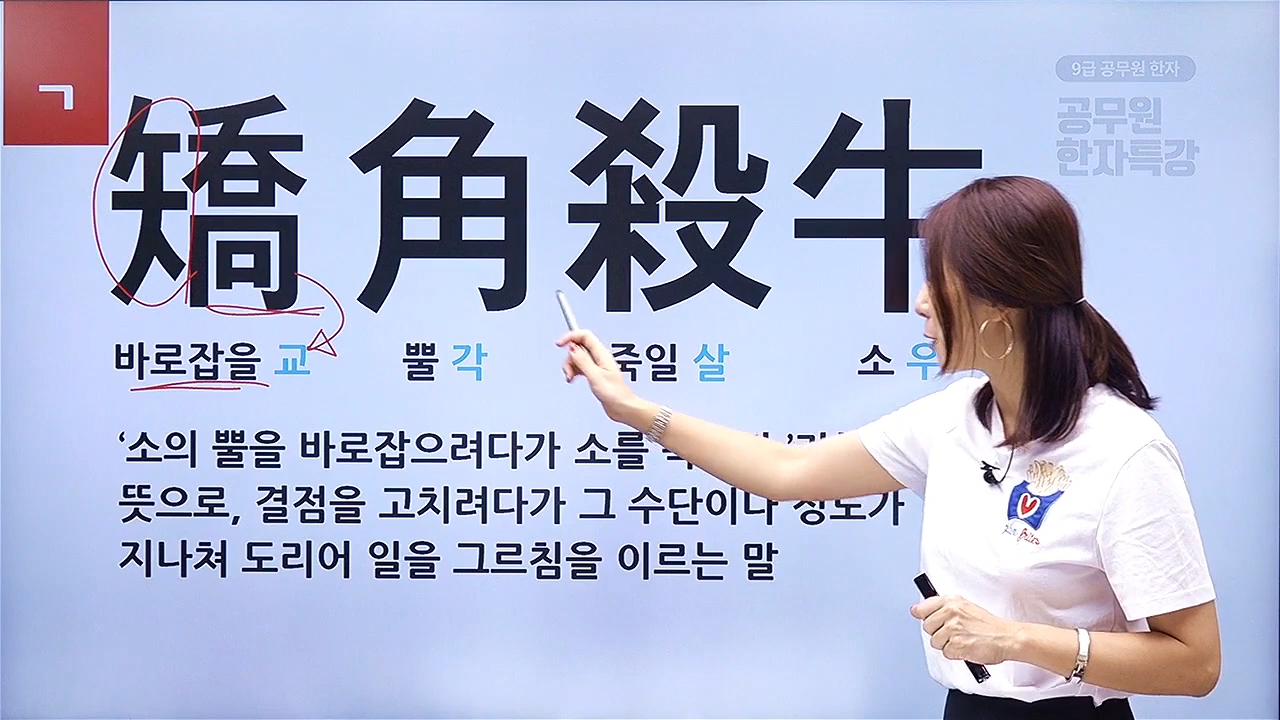 ㄱ
9급 공무원 한자
공무원
한자특강
矯角殺牛
바로잡을 교 뿔 각 죽일 살 소 우
‘소의 뿔을 바로잡으려다가 소를
뜻으로, 결점을 고치려다가 그 수단이나 정도가
지나쳐 도리어 일을 그르침을 이르는 말